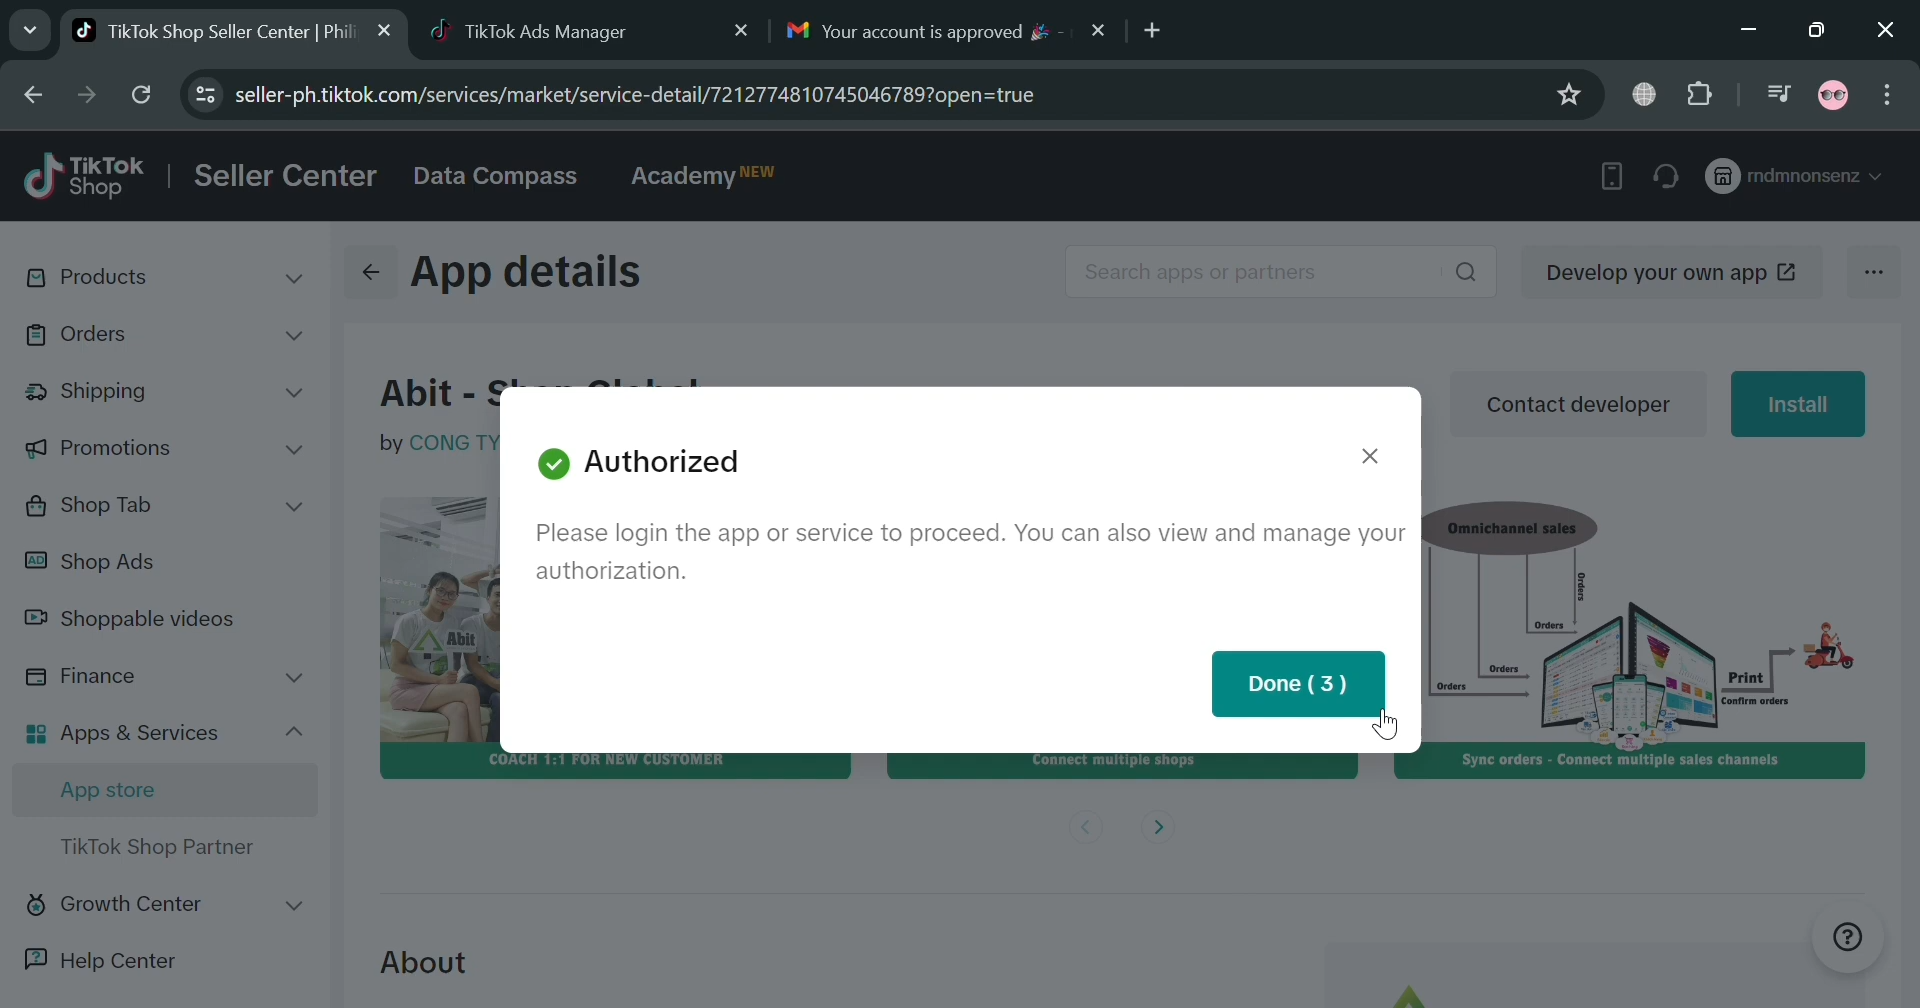 TikTok Shop Seller Center | Phili
TikTok Ads Manager
Your account is approved 🎉 -
seller-ph.tiktok.com/services/market/service-detail/7212774810745046789?open=true
TikTok Shop
Seller Center
Data Compass
Academy NEW
rndmnonsenz
Products
Orders
Shipping
Promotions
Shop Tab
Shop Ads
Shoppable videos
Finance
Apps & Services
App store
TikTok Shop Partner
Growth Center
Help Center
App details
Search apps or partners
Develop your own app
Abit -
by CONG TY
Contact developer
Install
Authorized
Please login the app or service to proceed. You can also view and manage your
authorization.
Done ( 3 )
Abit
COACH 1:1 FOR NEW CUSTOMER
Connect multiple shops
Omnichannel sales
Orders
Orders
Orders
Orders
Print
Confirm orders
Sync orders - Connect multiple sales channels
About